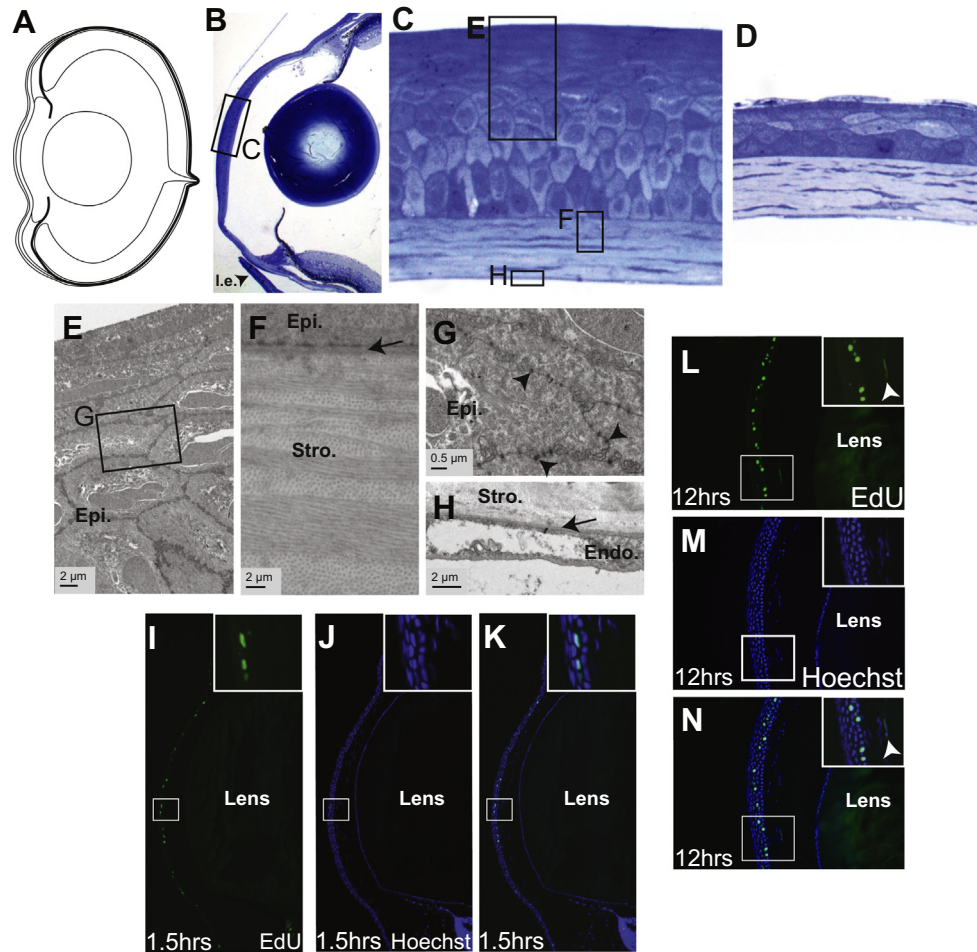 A
B
C
l.e.
C
E
F
H
D
E
G
Epi.
2 µm
F
Epi.
Stro.
2 µm
G
Epi.
0.5 µm
H
Stro.
Endo.
2 µm
I
Lens
1.5hrs
EdU
J
Lens
1.5hrs
Hoechst
K
Lens
1.5hrs
L
Lens
12hrs
EdU
M
Lens
12hrs
Hoechst
N
Lens
12hrs